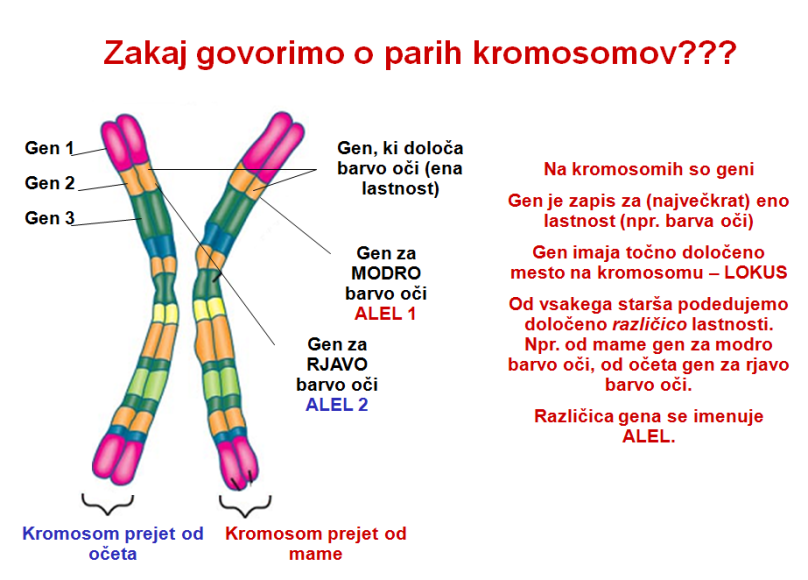 Zakaj govorimo o parih kromosomov???
Gen 1
Gen 2
Gen 3
Gen, ki določa
barvo oči (ena
lastnost)
Gen za
MODRO
barvo oči
ALEL 1
Gen za
RJAVO
barvo oči
ALEL 2
Kromosom prejet od
očeta
Kromosom prejet od
mame
Na kromosomih so geni
Gen je zapis za (največkrat) eno
lastnost (npr. barva oči)
Gen imaja točno določeno
mesto na kromosomu – LOKUS
Od vsakega starša podedujemo
določeno različico lastnosti.
Npr. od mame gen za modro
barvo oči, od očeta gen za rjavo
barvo oči.
Različica gena se imenuje
ALEL.